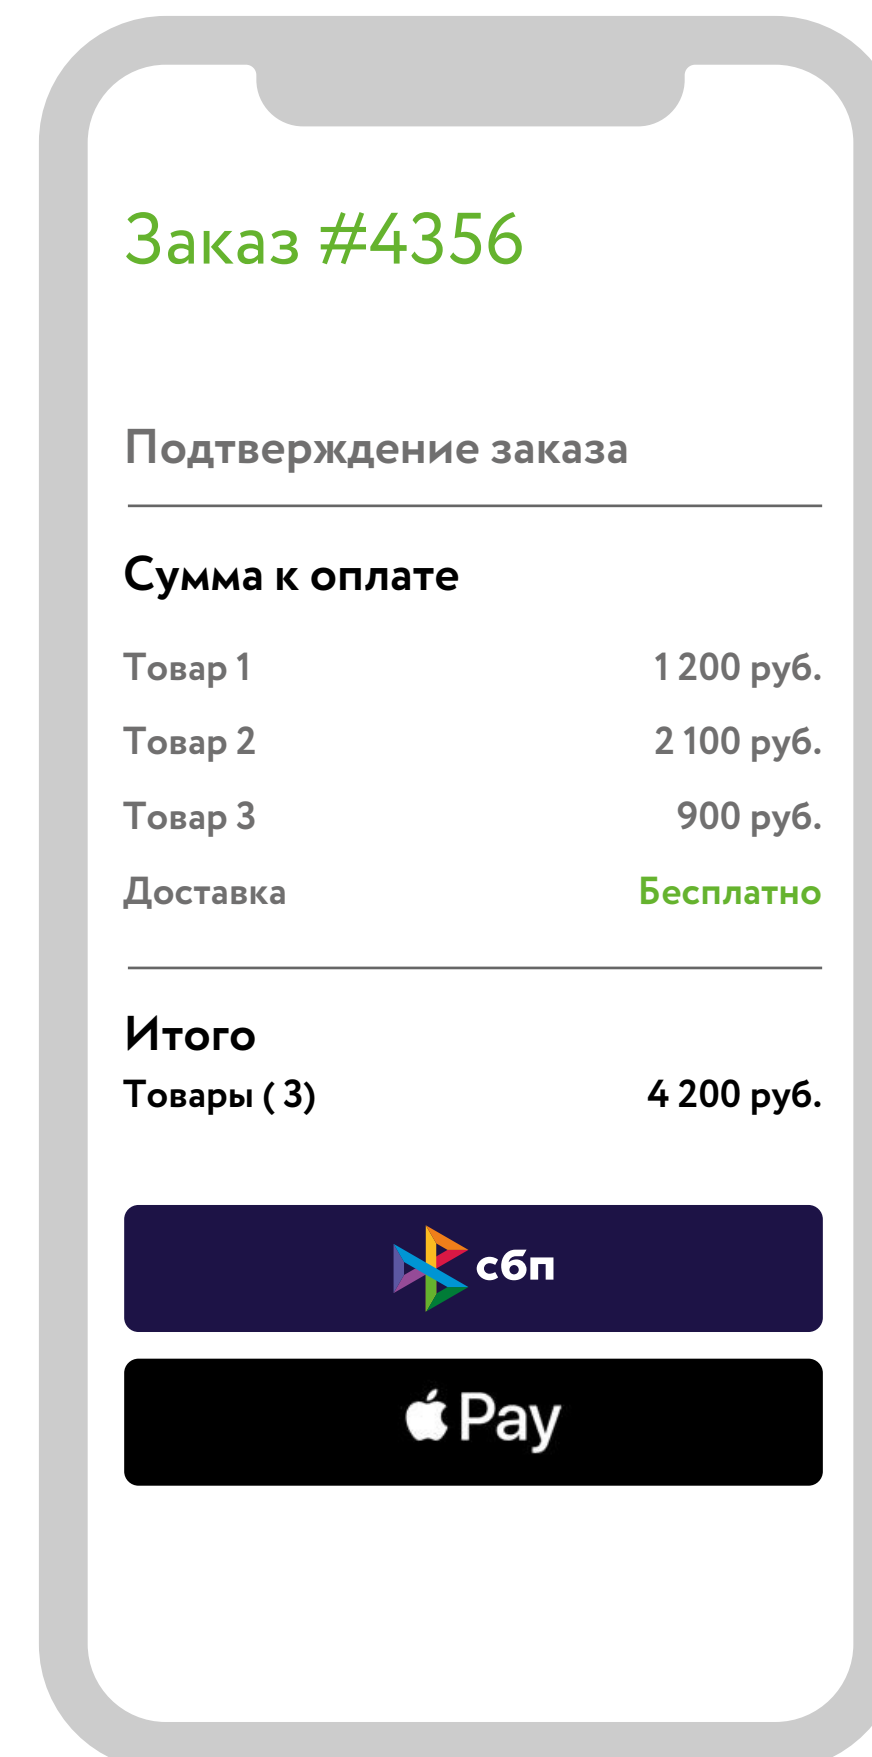 Заказ #4356
Подтверждение заказа
Сумма к оплате
Товар 1 1 200 руб.
Товар 2 2 100 руб.
Товар 3 900 руб.
Доставка Бесплатно
Итого
Товары ( 3) 4 200 руб.
сбп
Pay